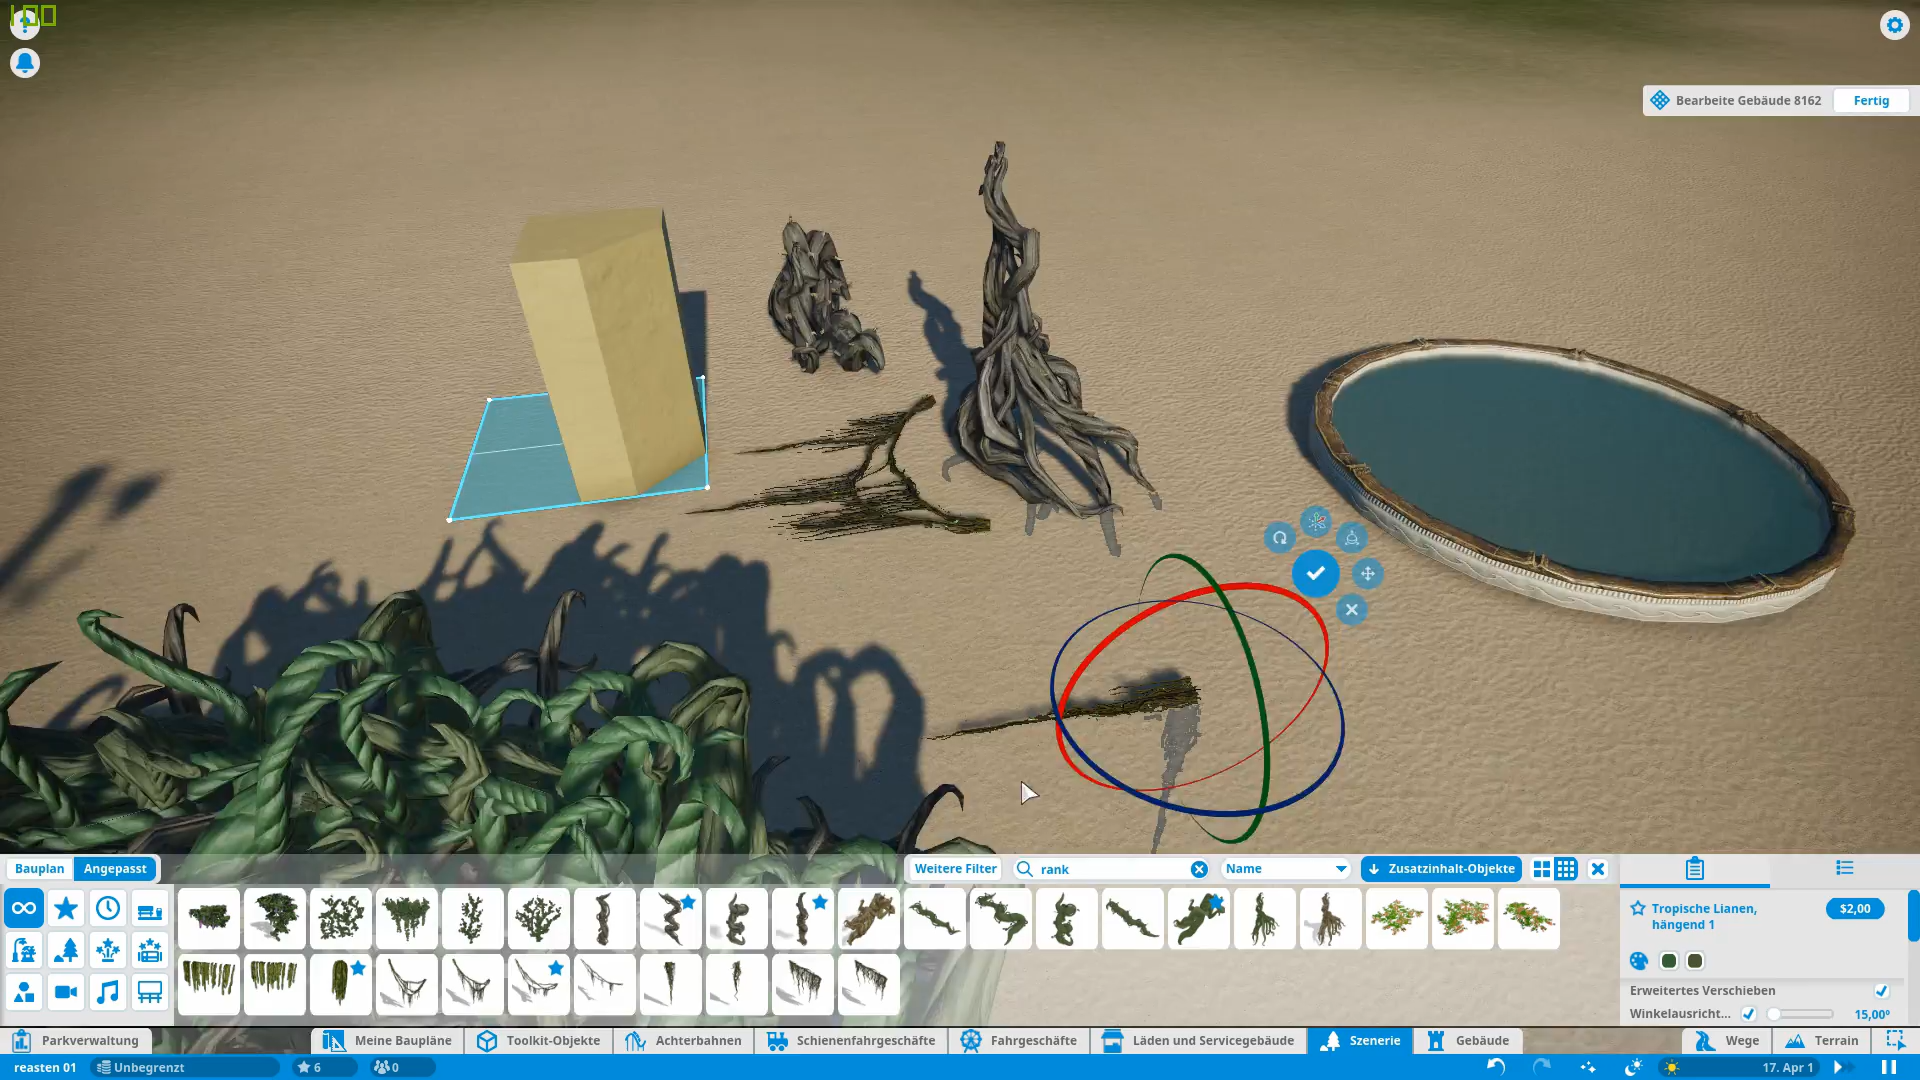 100
?
Bearbeite Gebäude 8162
Fertig
Bauplan
Angepasst
Weitere Filter
rank
Name
Zusatzinhalt-Objekte
Tropische Lianen,
hängend 1
$2,00
Erweitertes Verschieben
Winkelausricht...
15,00°
Parkverwaltung
Meine Baupläne
Toolkit-Objekte
Achterbahnen
Schienenfahrgeschäfte
Fahrgeschäfte
Läden und Servicegebäude
Szenerie
Gebäude
Wege
Terrain
reasten 01
Unbegrenzt
6
0
17. Apr 1